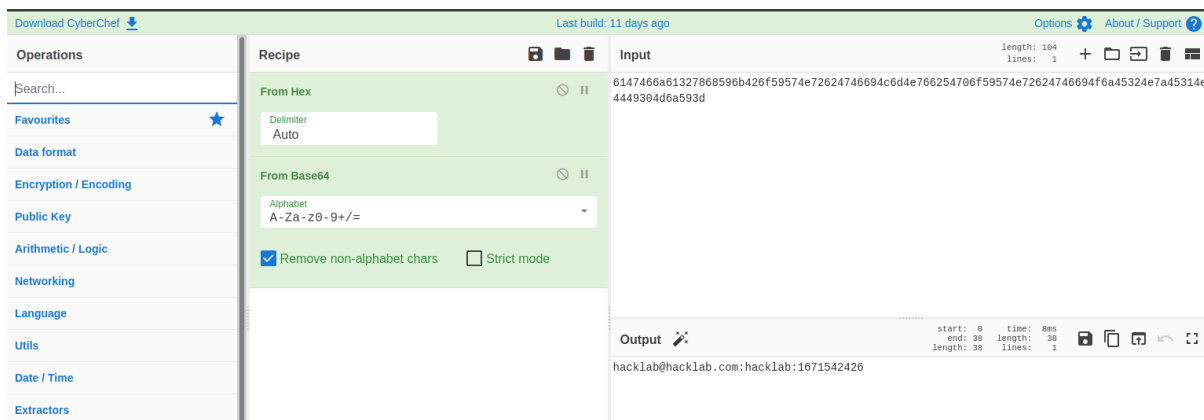 Download CyberChef
Last build: 11 days ago
Options
About / Support
Operations
Search...
Favourites
Data format
Encryption / Encoding
Public Key
Arithmetic / Logic
Networking
Language
Utils
Date / Time
Extractors
Recipe
From Hex
Delimiter
Auto
From Base64
Alphabet
A-Za-z0-9+/=
Remove non-alphabet chars
Strict mode
Input
length: 104
lines: 1
6147466a61327868596b426f59574e72624746694c6d4e766254706f59574e72624746694f6a45324e7a45314e
4449304d6a593d
Output
start: 0
end: 38
length: 38
time: 8ms
length: 38
lines: 1
hacklab@hacklab.com:hacklab:1671542426